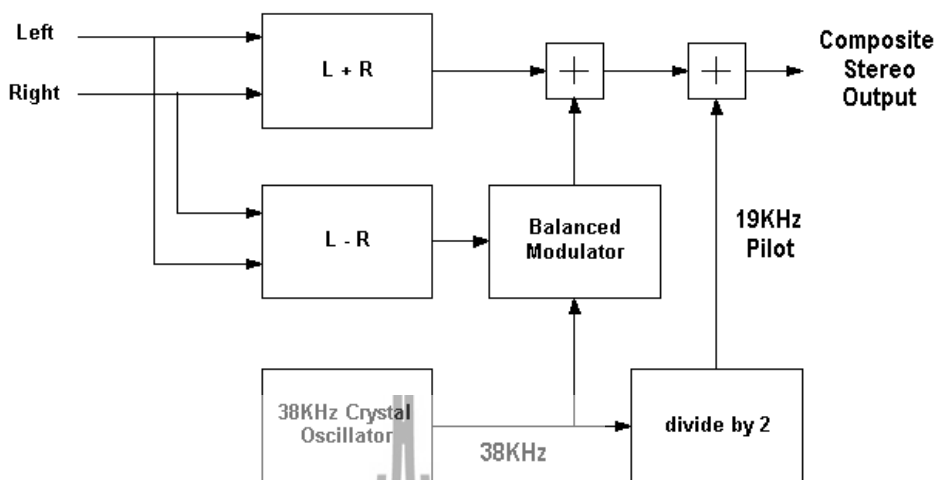 Left
Right
L + R
Composite
Stereo
Output
L - R
Balanced
Modulator
19KHz
Pilot
38KHz Crystal
Oscillator
38KHz
divide by 2